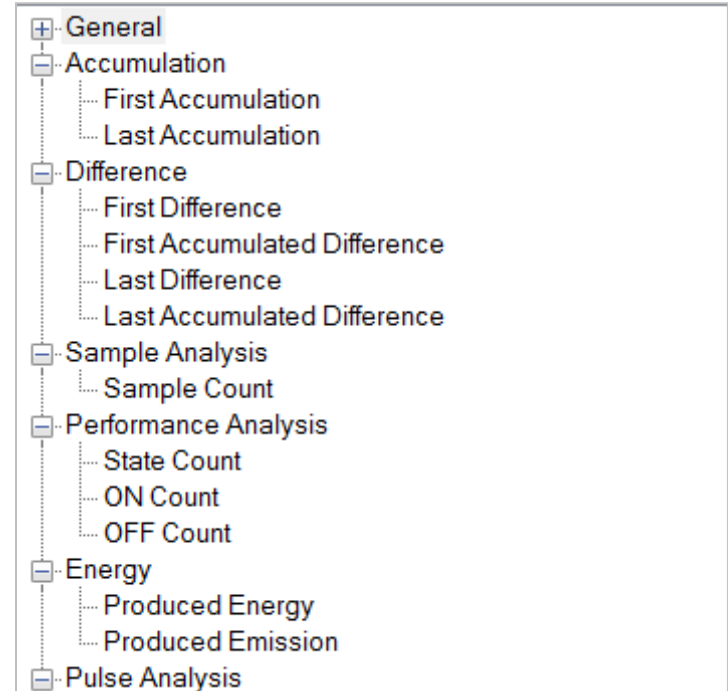 General
Accumulation
First Accumulation
Last Accumulation
Difference
First Difference
First Accumulated Difference
Last Difference
Last Accumulated Difference
Sample Analysis
Sample Count
Performance Analysis
State Count
ON Count
OFF Count
Energy
Produced Energy
Produced Emission
Pulse Analysis